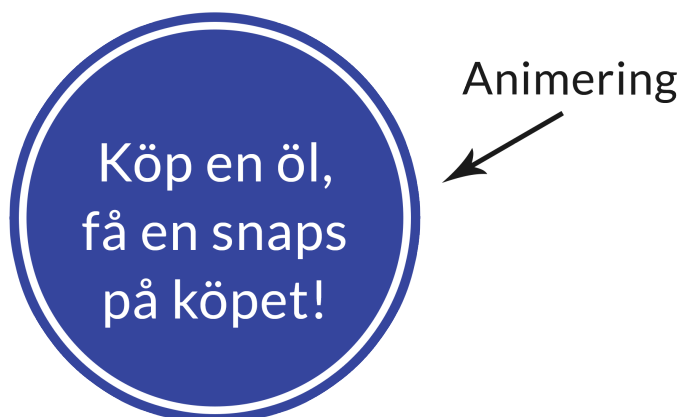 Animering
Köp en öl,
få en snaps
på köpet!